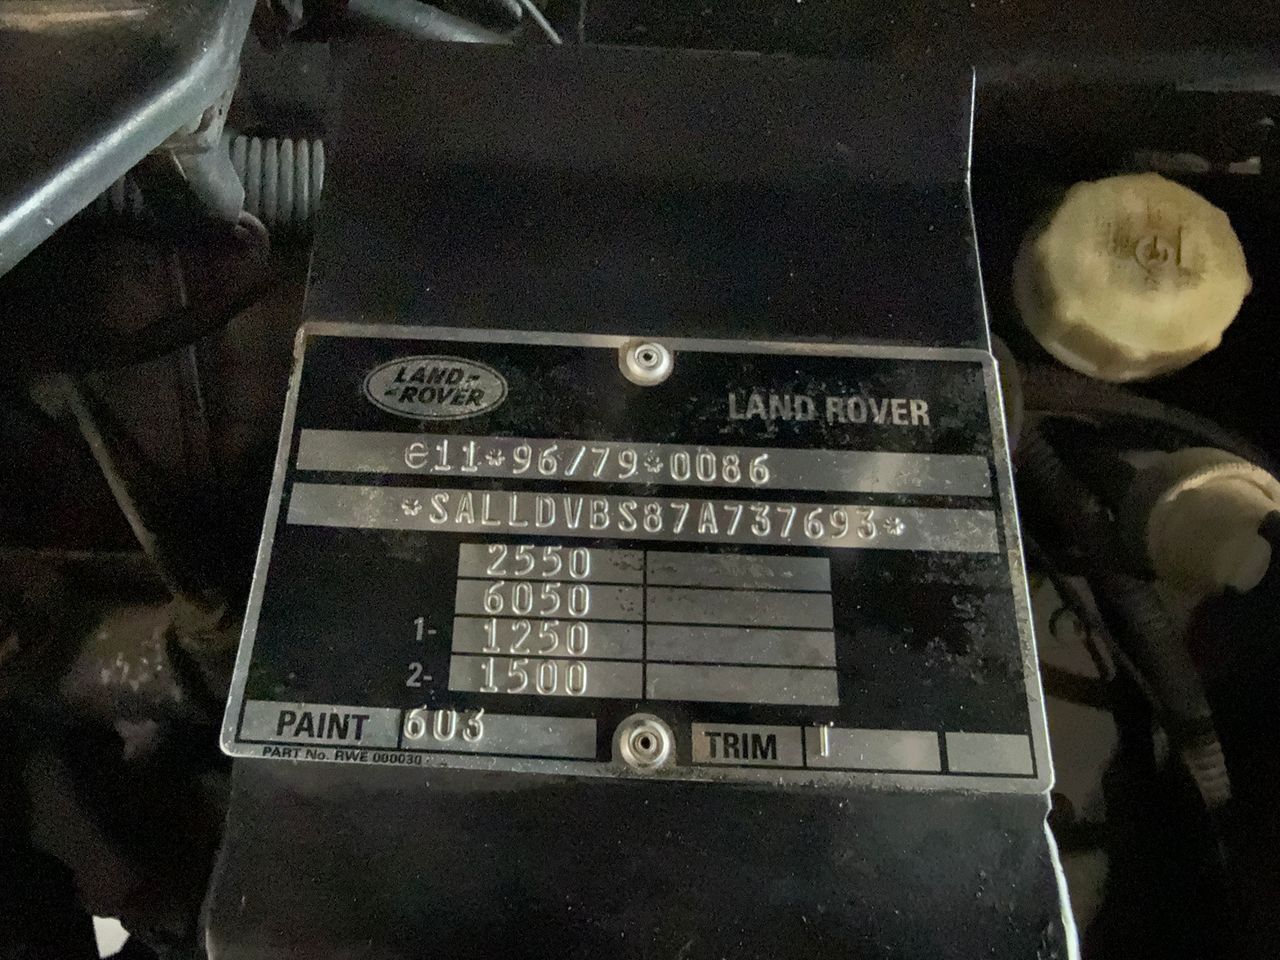 LAND-
-ROVER
LAND ROVER
e11*96/79*0086
*SALLDVBS87A737693*
2550
6050
1- 1250
2- 1500
PAINT 603 TRIM
PART No. RWE 000030